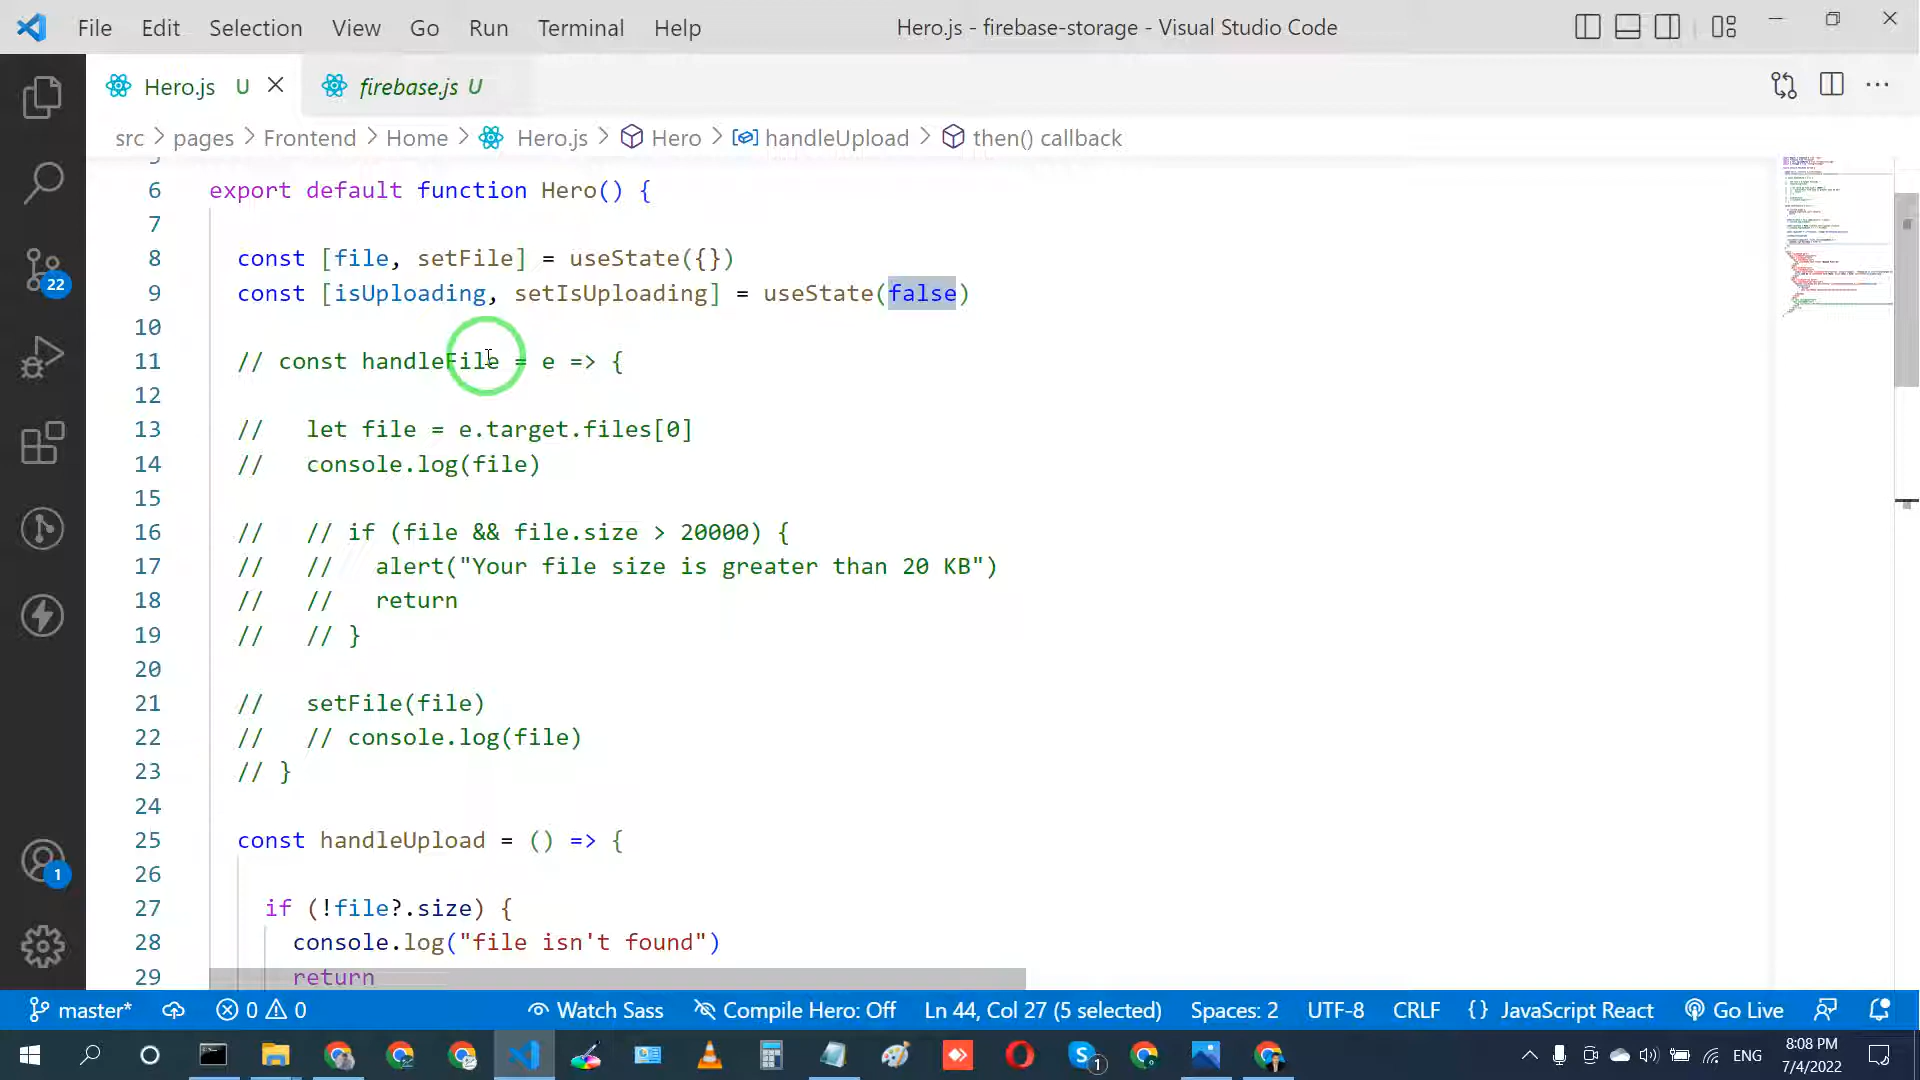 File Edit Selection View Go Run Terminal Help
Hero.js - firebase-storage - Visual Studio Code
Hero.js U
firebase.js U
src > pages > Frontend > Home > Hero.js > Hero > handleUpload > then() callback
6 export default function Hero() {
7
8 const [file, setFile] = useState({})
9 const [isUploading, setIsUploading] = useState(false)
10
11 // const handleFile = e => {
12
13 // let file = e.target.files[0]
14 // console.log(file)
15
16 // // if (file && file.size > 20000) {
17 // // alert("Your file size is greater than 20 KB")
18 // // return
19 // // }
20
21 // setFile(file)
22 // // console.log(file)
23 // }
24
25 const handleUpload = () => {
26
27 if (!file?.size) {
28 console.log("file isn't found")
29 return
22
1
master* 0 0 Watch Sass Compile Hero: Off Ln 44, Col 27 (5 selected) Spaces: 2 UTF-8 CRLF {} JavaScript React Go Live
1
ENG
8:08 PM
7/4/2022